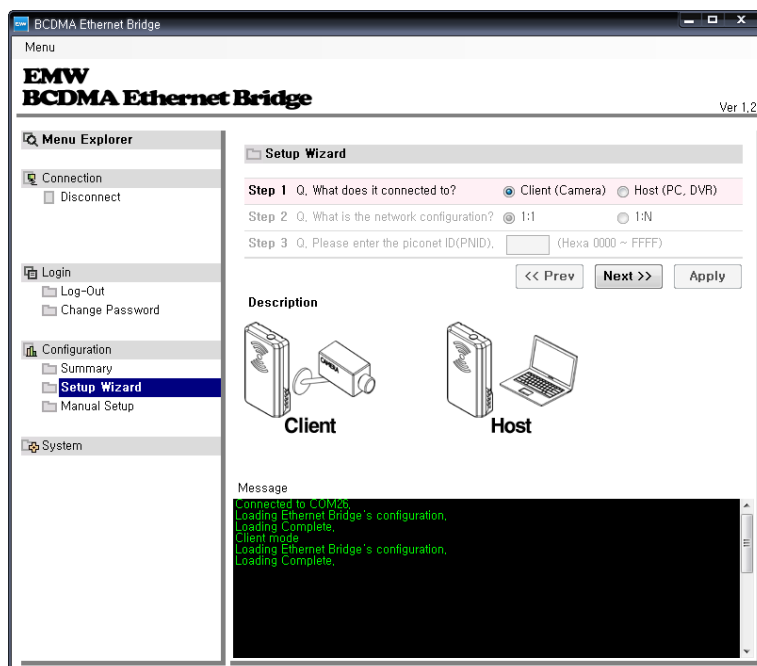 EMW BCDMA Ethernet Bridge
Menu
EMW
BCDMA Ethernet Bridge
Ver 1.2
Menu Explorer
Connection
Disconnect
Login
Log-Out
Change Password
Configuration
Summary
Setup Wizard
Manual Setup
System
Setup Wizard
Step 1 Q. What does it connected to? Client (Camera) Host (PC, DVR)
Step 2 Q. What is the network configuration? 1:1 1:N
Step 3 Q. Please enter the piconet ID(PNID). (Hexa 0000 ~ FFFF)
<< Prev Next >> Apply
Description
CAMERA
Client Host
Message
Connected to COM26.
Loading Ethernet Bridge's configuration.
Loading Complete.
Client mode
Loading Ethernet Bridge's configuration.
Loading Complete.